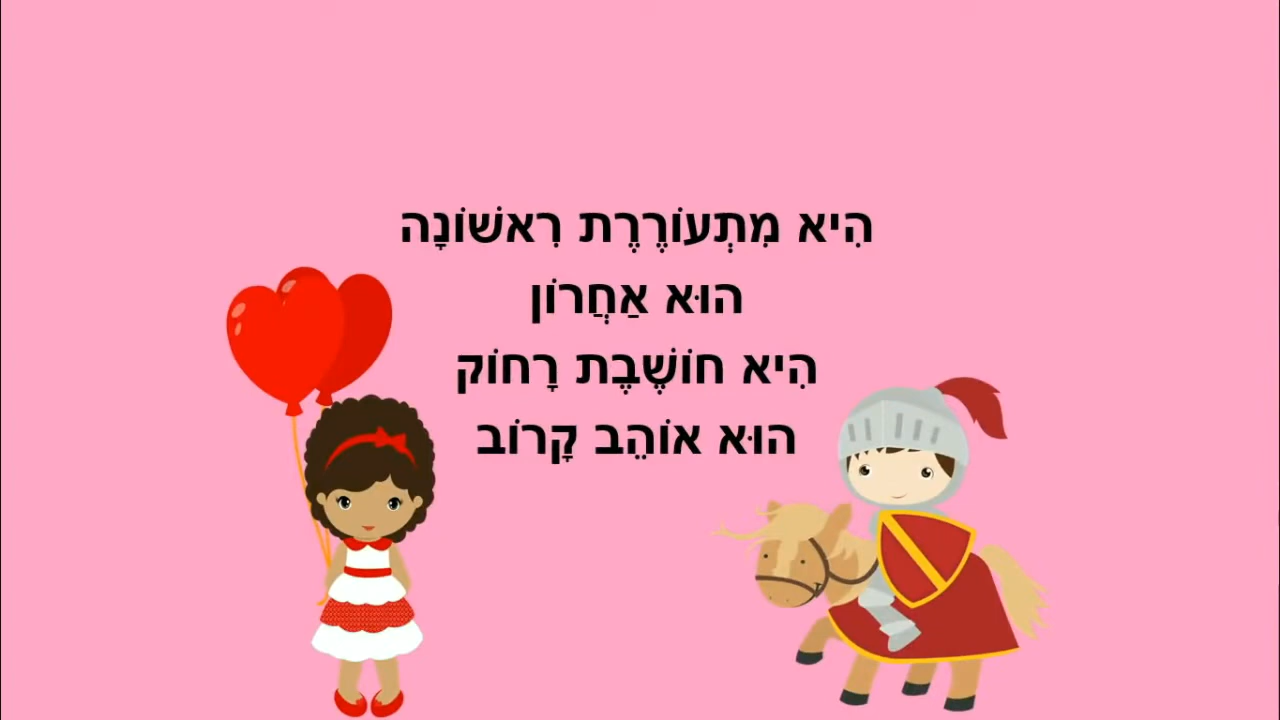 הִיא מִתְעוֹרֶרֶת רִאשׁוֹנָה
הוּא אַחֲרוֹן
הִיא חוֹשֶׁבֶת רָחוֹק
הוּא אוֹהֵב קָרוֹב